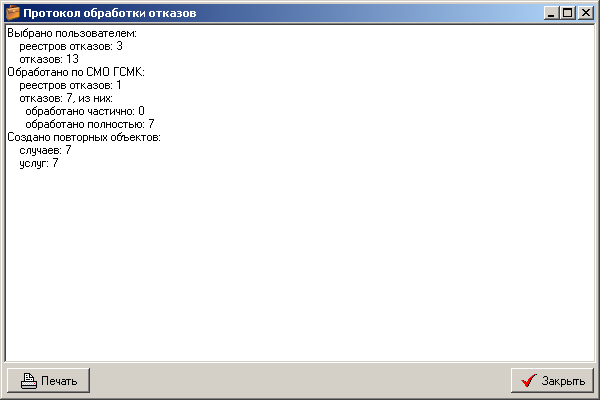 Протокол обработки отказов
Выбрано пользователем:
реестров отказов: 3
отказов: 13
Обработано по СМО ГСМК:
реестров отказов: 1
отказов: 7, из них:
обработано частично: 0
обработано полностью: 7
Создано повторных объектов:
случаев: 7
услуг: 7
Печать
Закрыть